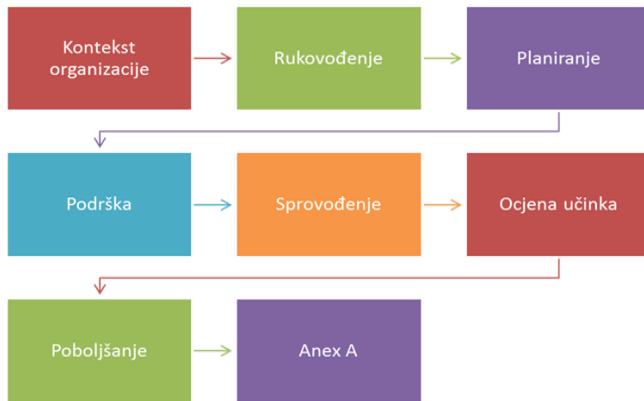 Kontekst
organizacije
Rukovođenje
Planiranje
Podrška
Sprovođenje
Ocjena učinka
Poboljšanje
Anex A